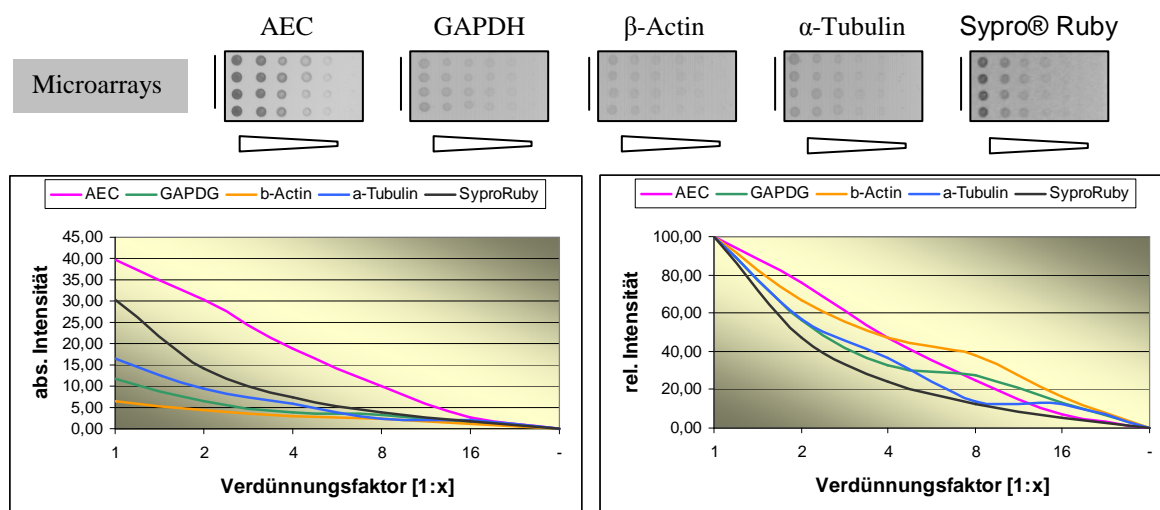 AEC GAPDH β-Actin α-Tubulin Sypro® Ruby
Microarrays
AEC GAPDG b-Actin a-Tubulin SyproRuby
45,00
40,00
35,00
30,00
25,00
20,00
15,00
10,00
5,00
0,00
abs. Intensität
1 2 4 8 16 -
Verdünnungsfaktor [1:x]
AEC GAPDG b-Actin a-Tubulin SyproRuby
100,00
80,00
60,00
40,00
20,00
0,00
rel. Intensität
1 2 4 8 16 -
Verdünnungsfaktor [1:x]